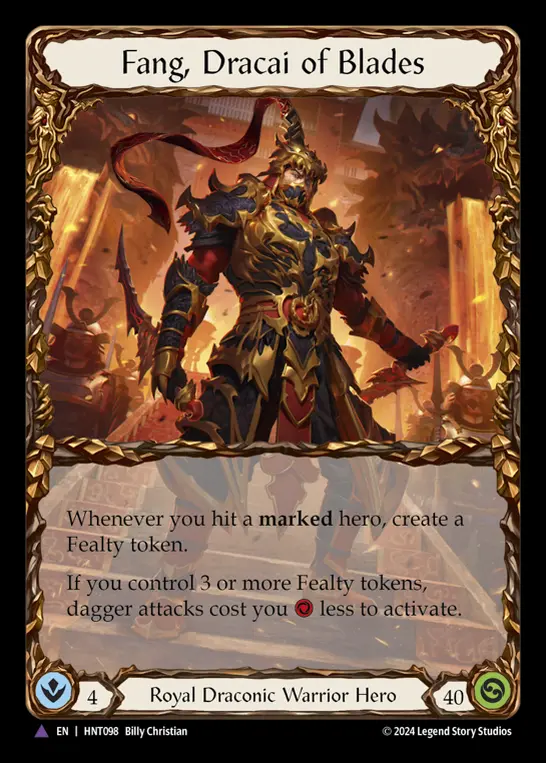 Fang, Dracai of Blades
Whenever you hit a marked hero, create a
Fealty token.
If you control 3 or more Fealty tokens,
dagger attacks cost you less to activate.
4 Royal Draconic Warrior Hero 40
EN | HNT098 Billy Christian © 2024 Legend Story Studios